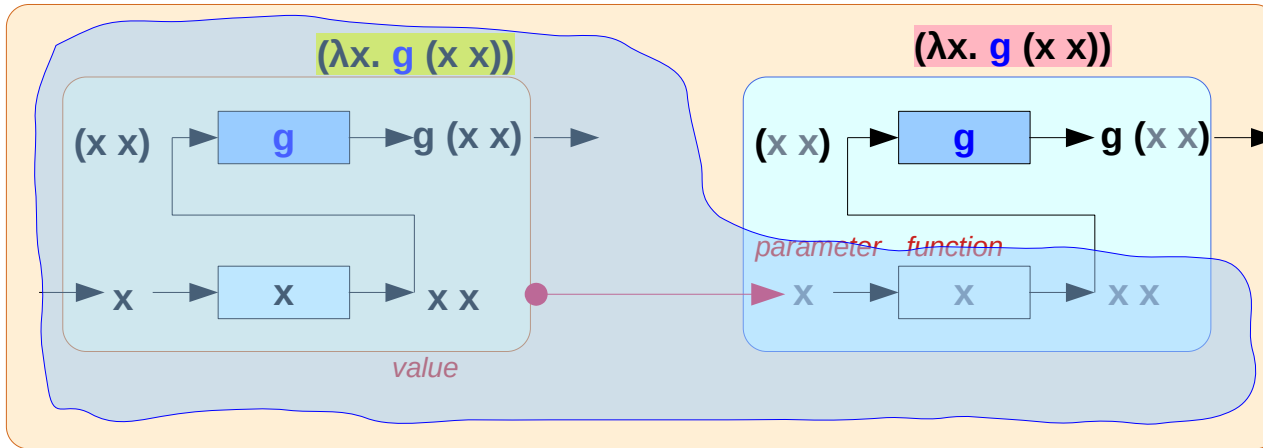 (λx. g (x x))
(λx. g (x x))
(x x) g g (x x)
(x x) g g (x x)
parameter function
x x x x
x x x x
value